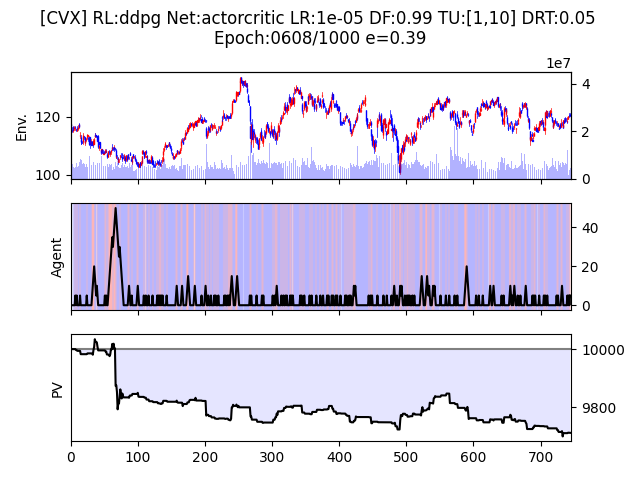 [CVX] RL:ddpg Net:actorcritic LR:1e-05 DF:0.99 TU:[1,10] DRT:0.05
Epoch:0608/1000 e=0.39
1e7
Env.
120
100
4
2
0
Agent
40
20
0
PV
10000
9800
0 100 200 300 400 500 600 700